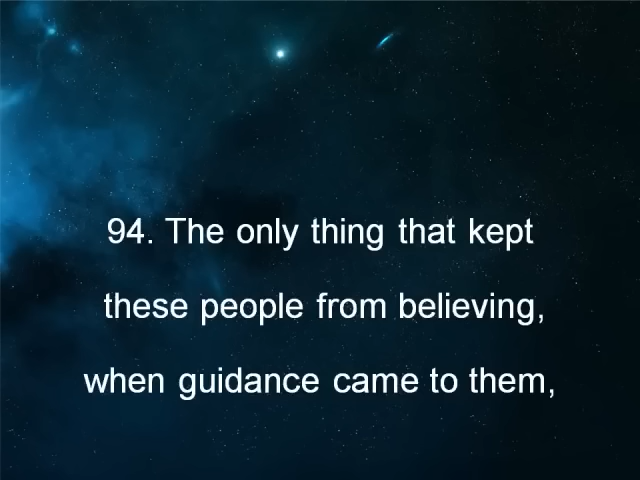 94. The only thing that kept
these people from believing,
when guidance came to them,